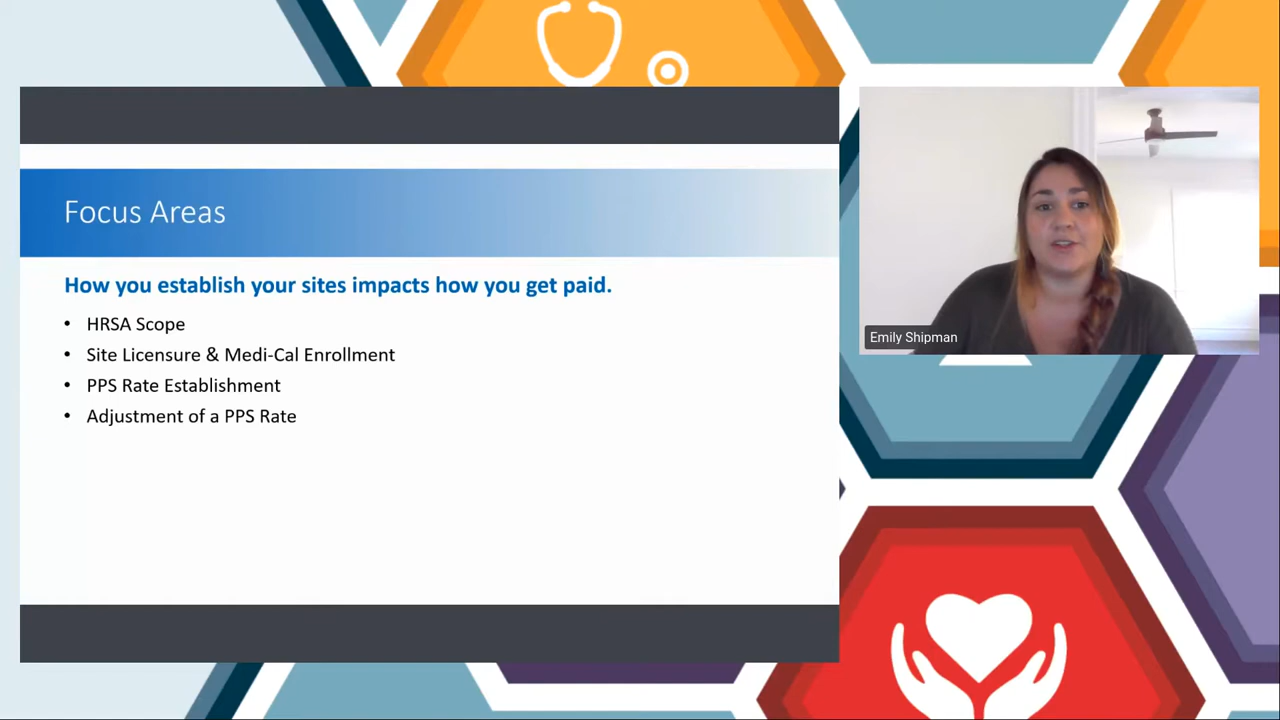 Focus Areas
How you establish your sites impacts how you get paid.
• HRSA Scope
• Site Licensure & Medi-Cal Enrollment
• PPS Rate Establishment
• Adjustment of a PPS Rate
Emily Shipman